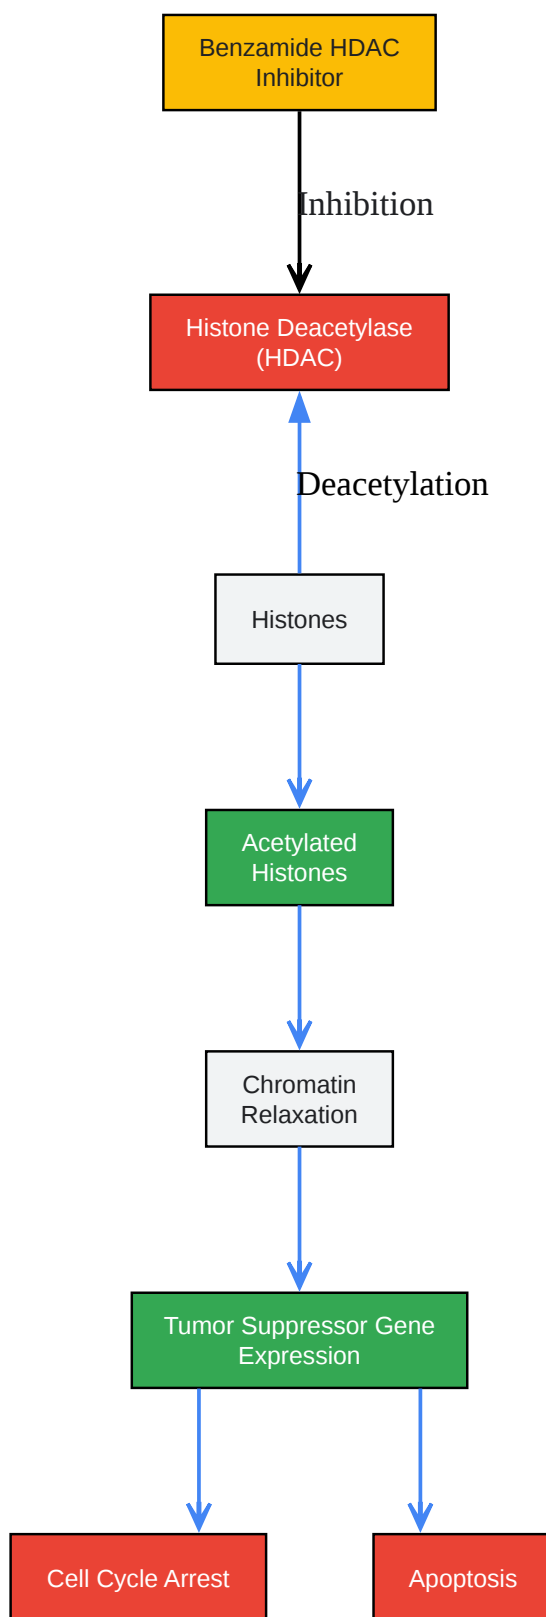 Benzamide HDAC
Inhibitor
Inhibition
Histone Deacetylase
(HDAC)
Deacetylation
Histones
Acetylated
Histones
Chromatin
Relaxation
Tumor Suppressor Gene
Expression
Cell Cycle Arrest
Apoptosis